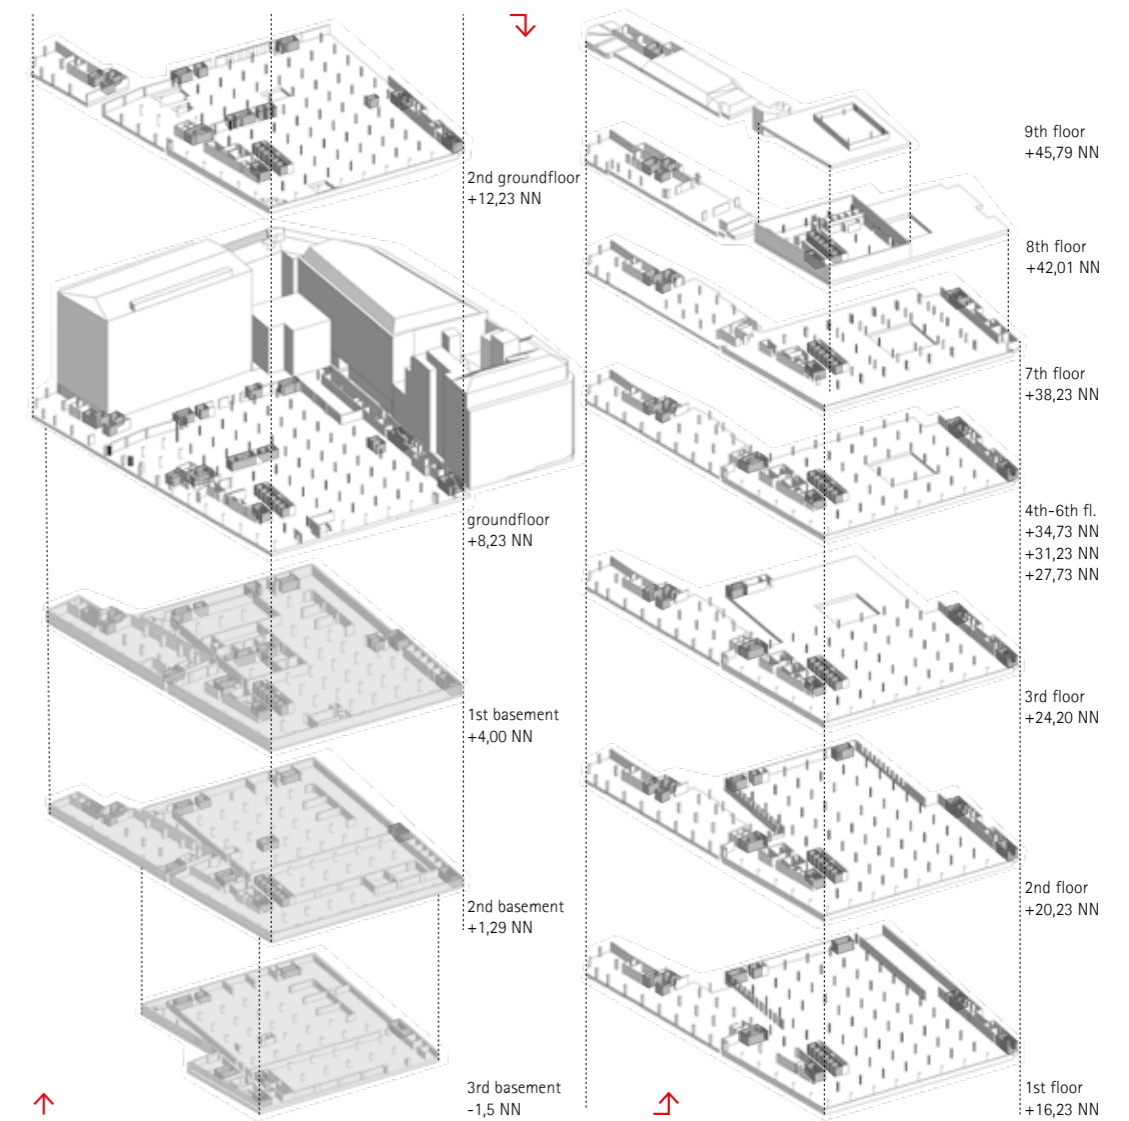 2nd groundfloor
+12,23 NN
groundfloor
+8,23 NN
1st basement
+4,00 NN
2nd basement
+1,29 NN
3rd basement
-1,5 NN
9th floor
+45,79 NN
8th floor
+42,01 NN
7th floor
+38,23 NN
4th-6th fl.
+34,73 NN
+31,23 NN
+27,73 NN
3rd floor
+24,20 NN
2nd floor
+20,23 NN
1st floor
+16,23 NN